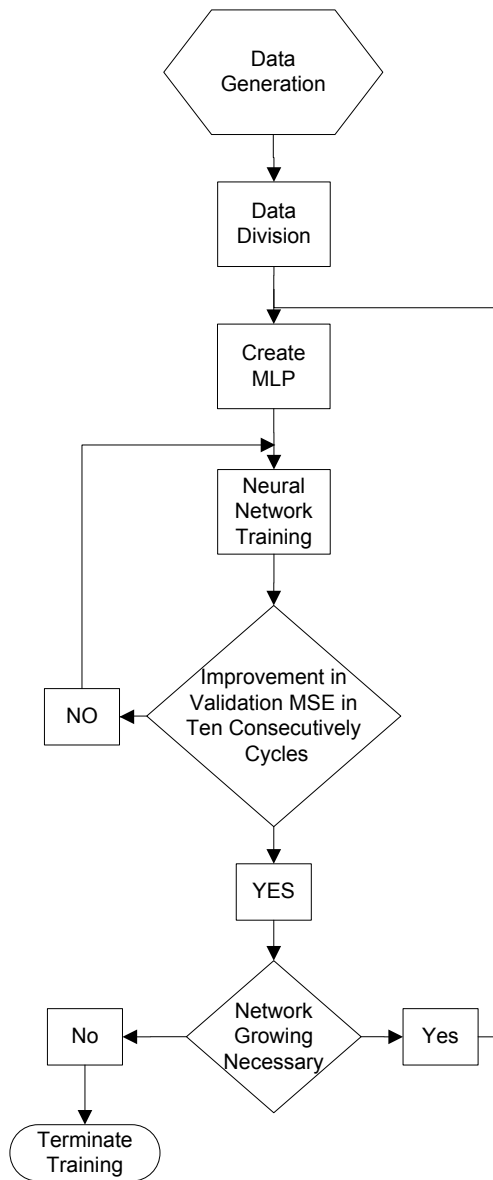 Data
Generation
Data
Division
Create
MLP
Neural
Network
Training
Improvement in
Validation MSE in
Ten Consecutively
Cycles
NO
YES
Network
Growing
Necessary
No
Yes
Terminate
Training